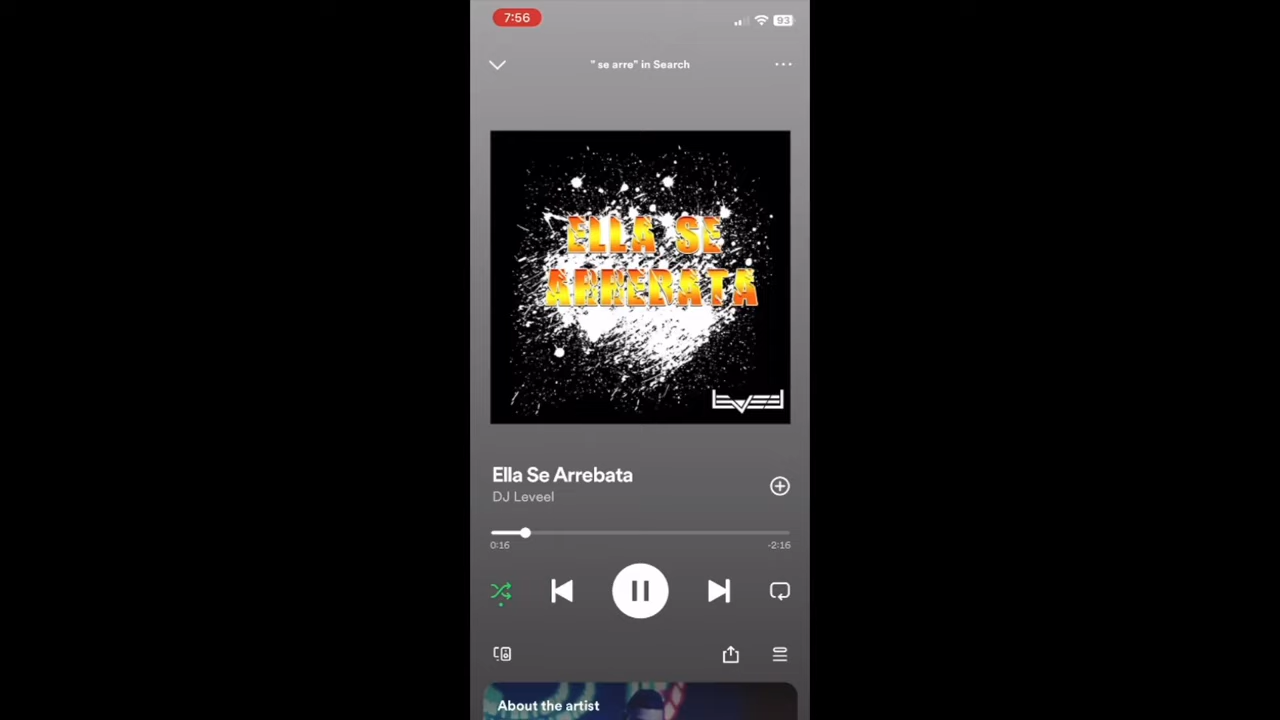 7:56
93
" se arre" in Search
ELLA SE
ARREBATA
LEVEEL
Ella Se Arrebata
DJ Leveel
0:16
-2:16
About the artist